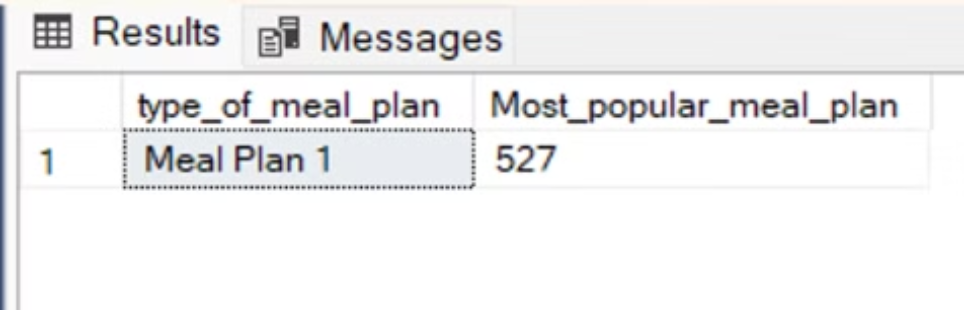 Results Messages
type_of_meal_plan Most_popular_meal_plan
1 Meal Plan 1 527